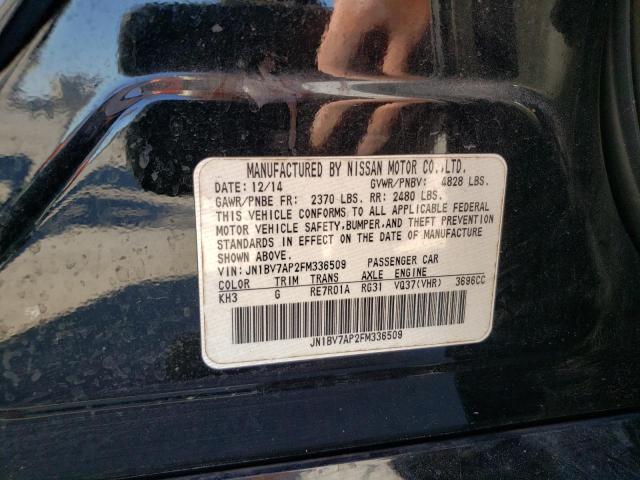 MANUFACTURED BY NISSAN MOTOR CO.,LTD.
DATE: 12/14 GVWR/PNBV: 4828 LBS.
GAWR/PNBE FR: 2370 LBS. RR: 2480 LBS.
THIS VEHICLE CONFORMS TO ALL APPLICABLE FEDERAL
MOTOR VEHICLE SAFETY, BUMPER, AND THEFT PREVENTION
STANDARDS IN EFFECT ON THE DATE OF MANUFACTURE
SHOWN ABOVE.
VIN: JN1BV7AP2FM336509 PASSENGER CAR
COLOR TRIM TRANS AXLE ENGINE
KH3 G RE7R01A RG31 VQ37(VHR) 3696CC
JN1BV7AP2FM336509